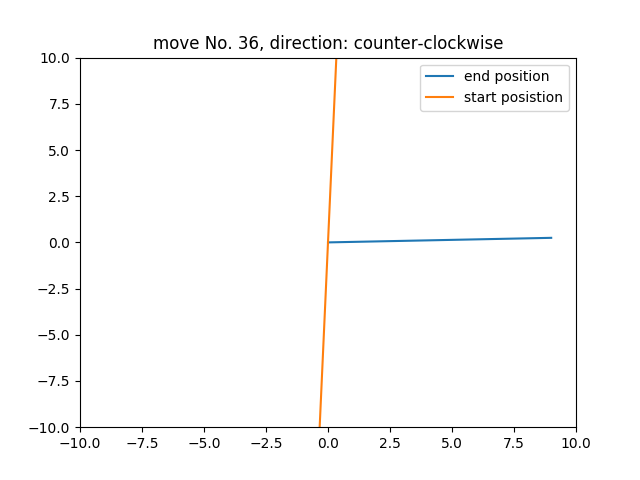 move No. 36, direction: counter-clockwise
end position
start posistion
10.0
7.5
5.0
2.5
0.0
−2.5
−5.0
−7.5
−10.0
−10.0 −7.5 −5.0 −2.5 0.0 2.5 5.0 7.5 10.0